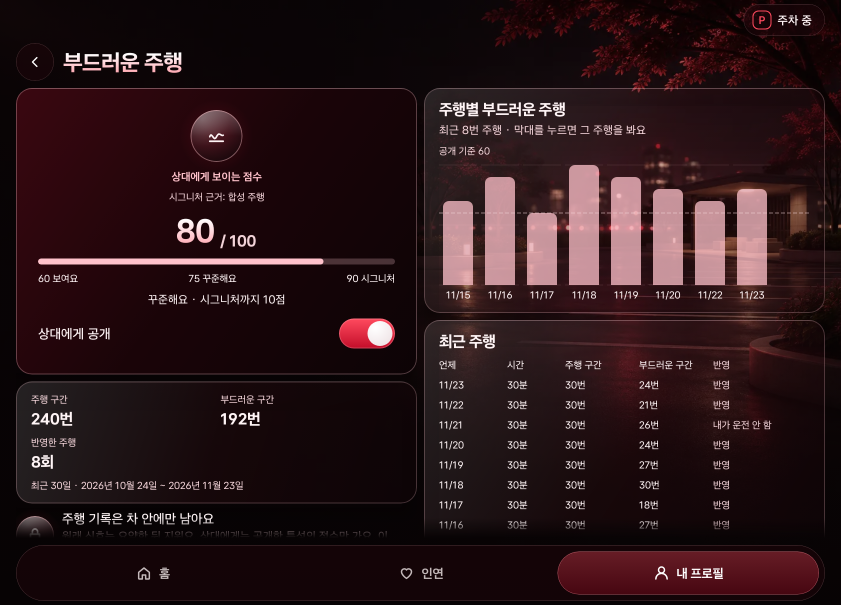 P 주차 중
부드러운 주행
상대에게 보이는 점수
시그니처 근거: 합성 주행
80 / 100
60 보여요 75 꾸준해요 90 시그니처
꾸준해요 · 시그니처까지 10점
상대에게 공개
주행 구간 부드러운 구간
240번 192번
반영한 주행
8회
최근 30일 · 2026년 10월 24일 ~ 2026년 11월 23일
주행 기록은 차 안에만 남아요
주행별 부드러운 주행
최근 8번 주행 · 막대를 누르면 그 주행을 봐요
공개 기준 60
11/15 11/16 11/17 11/18 11/19 11/20 11/22 11/23
최근 주행
언제 시간 주행 구간 부드러운 구간 반영
11/23 30분 30번 24번 반영
11/22 30분 30번 21번 반영
11/21 30분 30번 26번 내가 운전 안 함
11/20 30분 30번 24번 반영
11/19 30분 30번 27번 반영
11/18 30분 30번 30번 반영
11/17 30분 30번 18번 반영
11/16 30분 30번 27번 반영
홈 인연 내 프로필